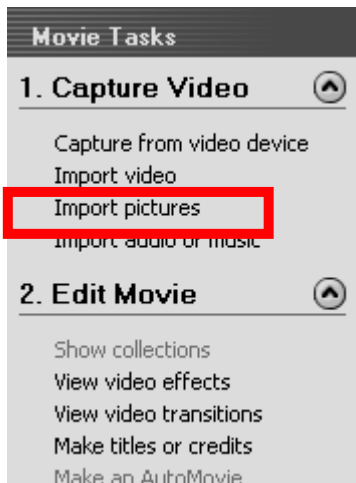 Movie Tasks
1. Capture Video
Capture from video device
Import video
Import pictures
Import audio or music
2. Edit Movie
Show collections
View video effects
View video transitions
Make titles or credits
Make an AutoMovie